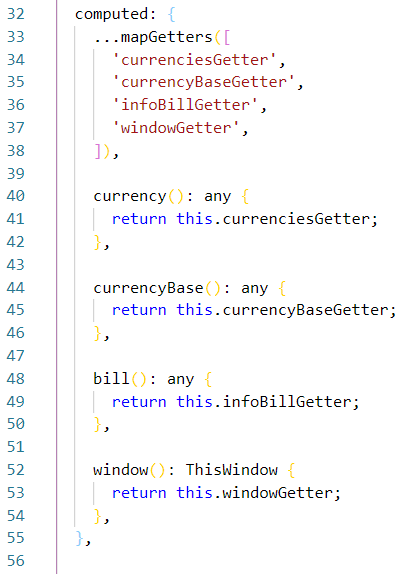 32 computed: {
33 ...mapGetters([
34 'currenciesGetter',
35 'currencyBaseGetter',
36 'infoBillGetter',
37 'windowGetter',
38 ]),
39
40 currency(): any {
41 return this.currenciesGetter;
42 },
43
44 currencyBase(): any {
45 return this.currencyBaseGetter;
46 },
47
48 bill(): any {
49 return this.infoBillGetter;
50 },
51
52 window(): ThisWindow {
53 return this.windowGetter;
54 },
55 },
56